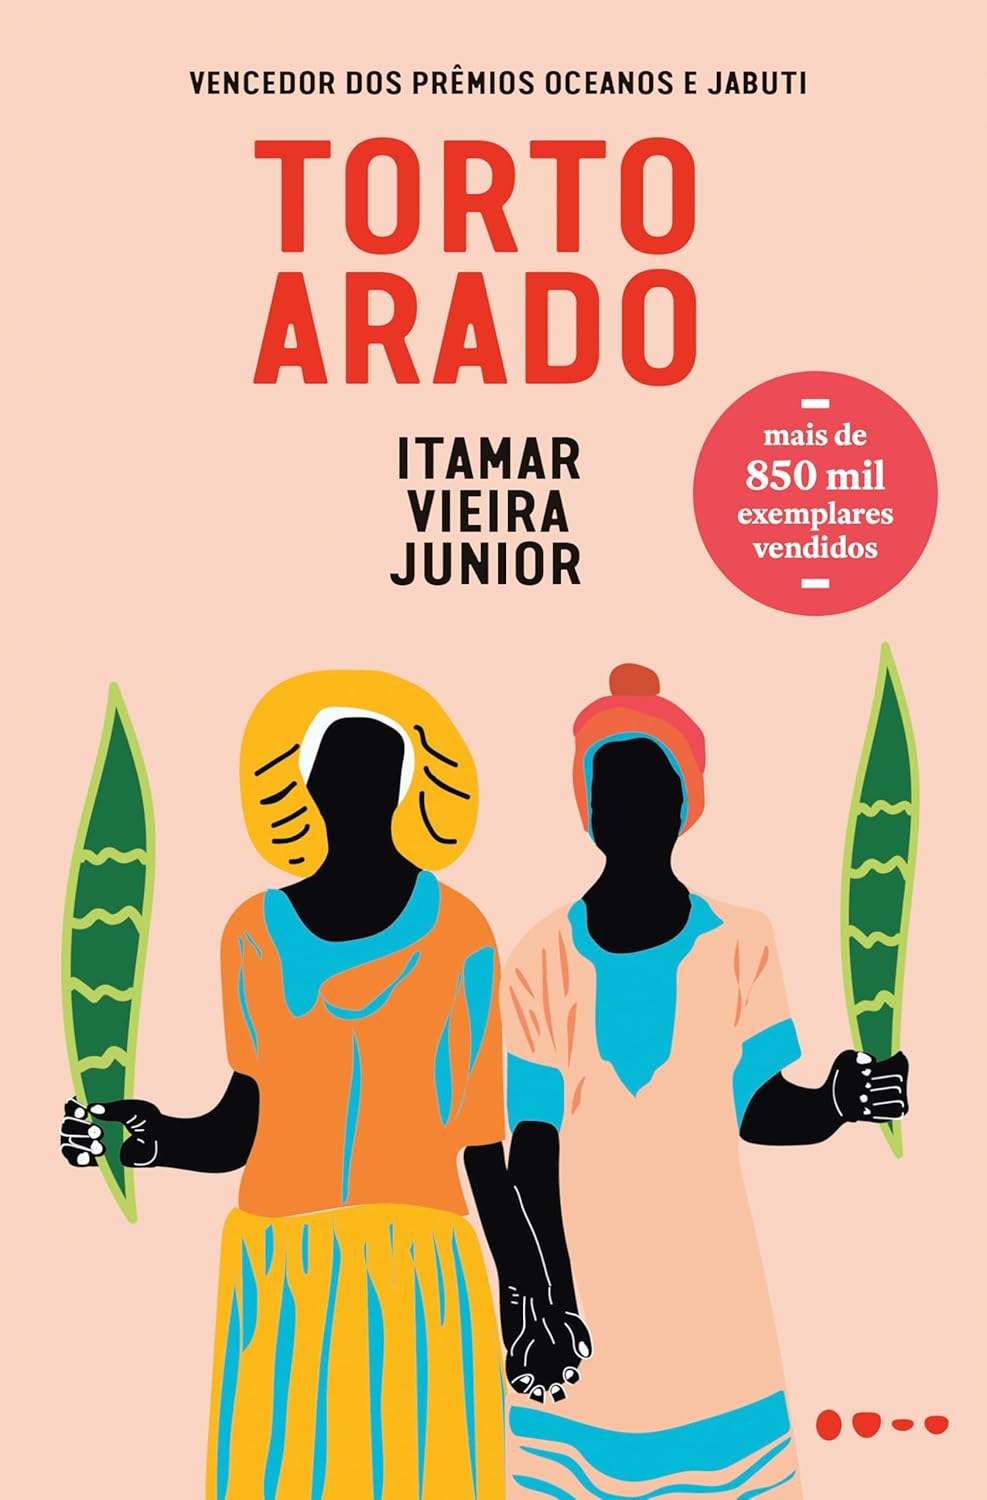 VENCEDOR DOS PRÊMIOS OCEANOS E JABUTI
TORTO
ARADO
ITAMAR
VIEIRA
JUNIOR
mais de
850 mil
exemplares
vendidos